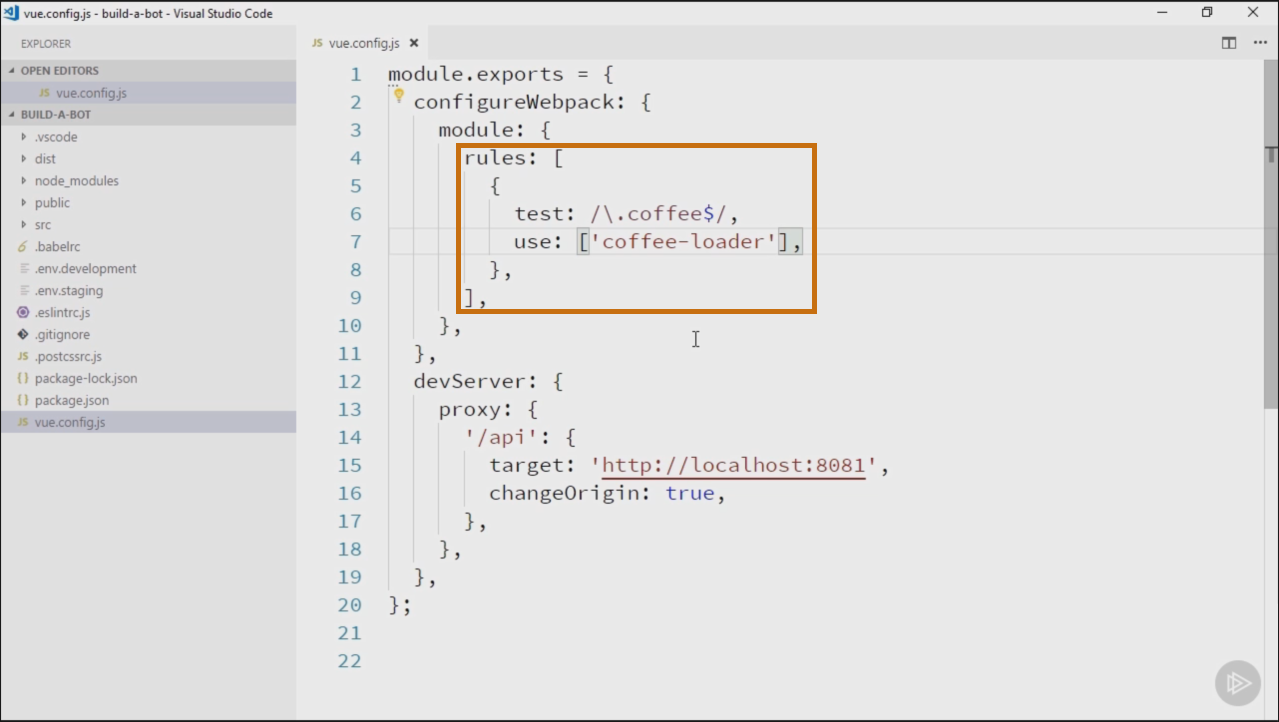 vue.config.js - build-a-bot - Visual Studio Code
EXPLORER
OPEN EDITORS
JS vue.config.js
BUILD-A-BOT
.vscode
dist
node_modules
public
src
.babelrc
.env.development
.env.staging
.eslintrc.js
.gitignore
JS .postcssrc.js
{} package-lock.json
{} package.json
JS vue.config.js
JS vue.config.js
1 module.exports = {
2 configureWebpack: {
3 module: {
4 rules: [
5 {
6 test: /\.coffee$/,
7 use: ['coffee-loader'],
8 },
9 ],
10 },
11 },
12 devServer: {
13 proxy: {
14 '/api': {
15 target: 'http://localhost:8081',
16 changeOrigin: true,
17 },
18 },
19 },
20 };
21
22